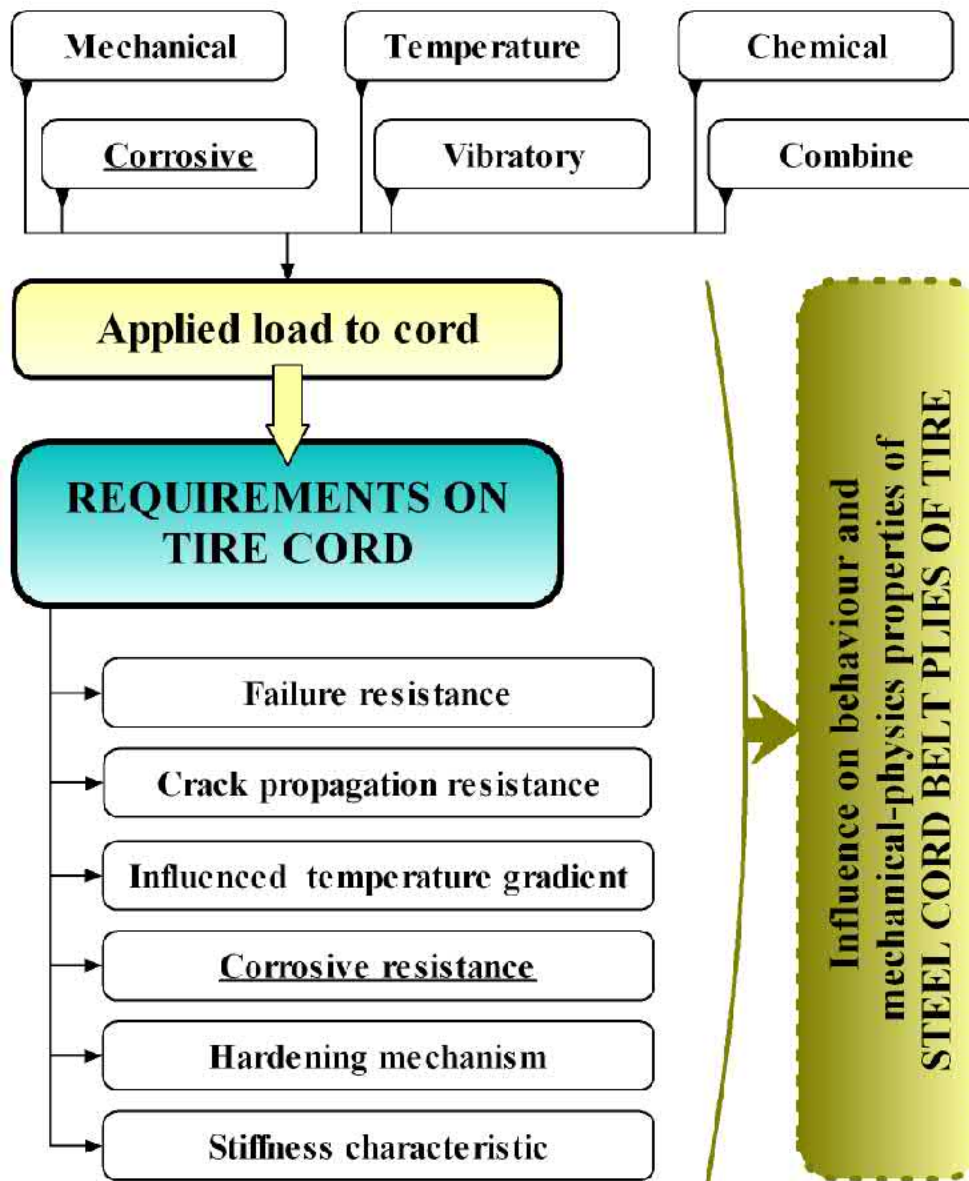 Mechanical
Temperature
Chemical
Corrosive
Vibratory
Combine
Applied load to cord
REQUIREMENTS ON
TIRE CORD
Failure resistance
Crack propagation resistance
Influenced temperature gradient
Corrosive resistance
Hardening mechanism
Stiffness characteristic
Influence on behaviour and
mechanical-physics properties of
STEEL CORD BELT PLIES OF TIRE